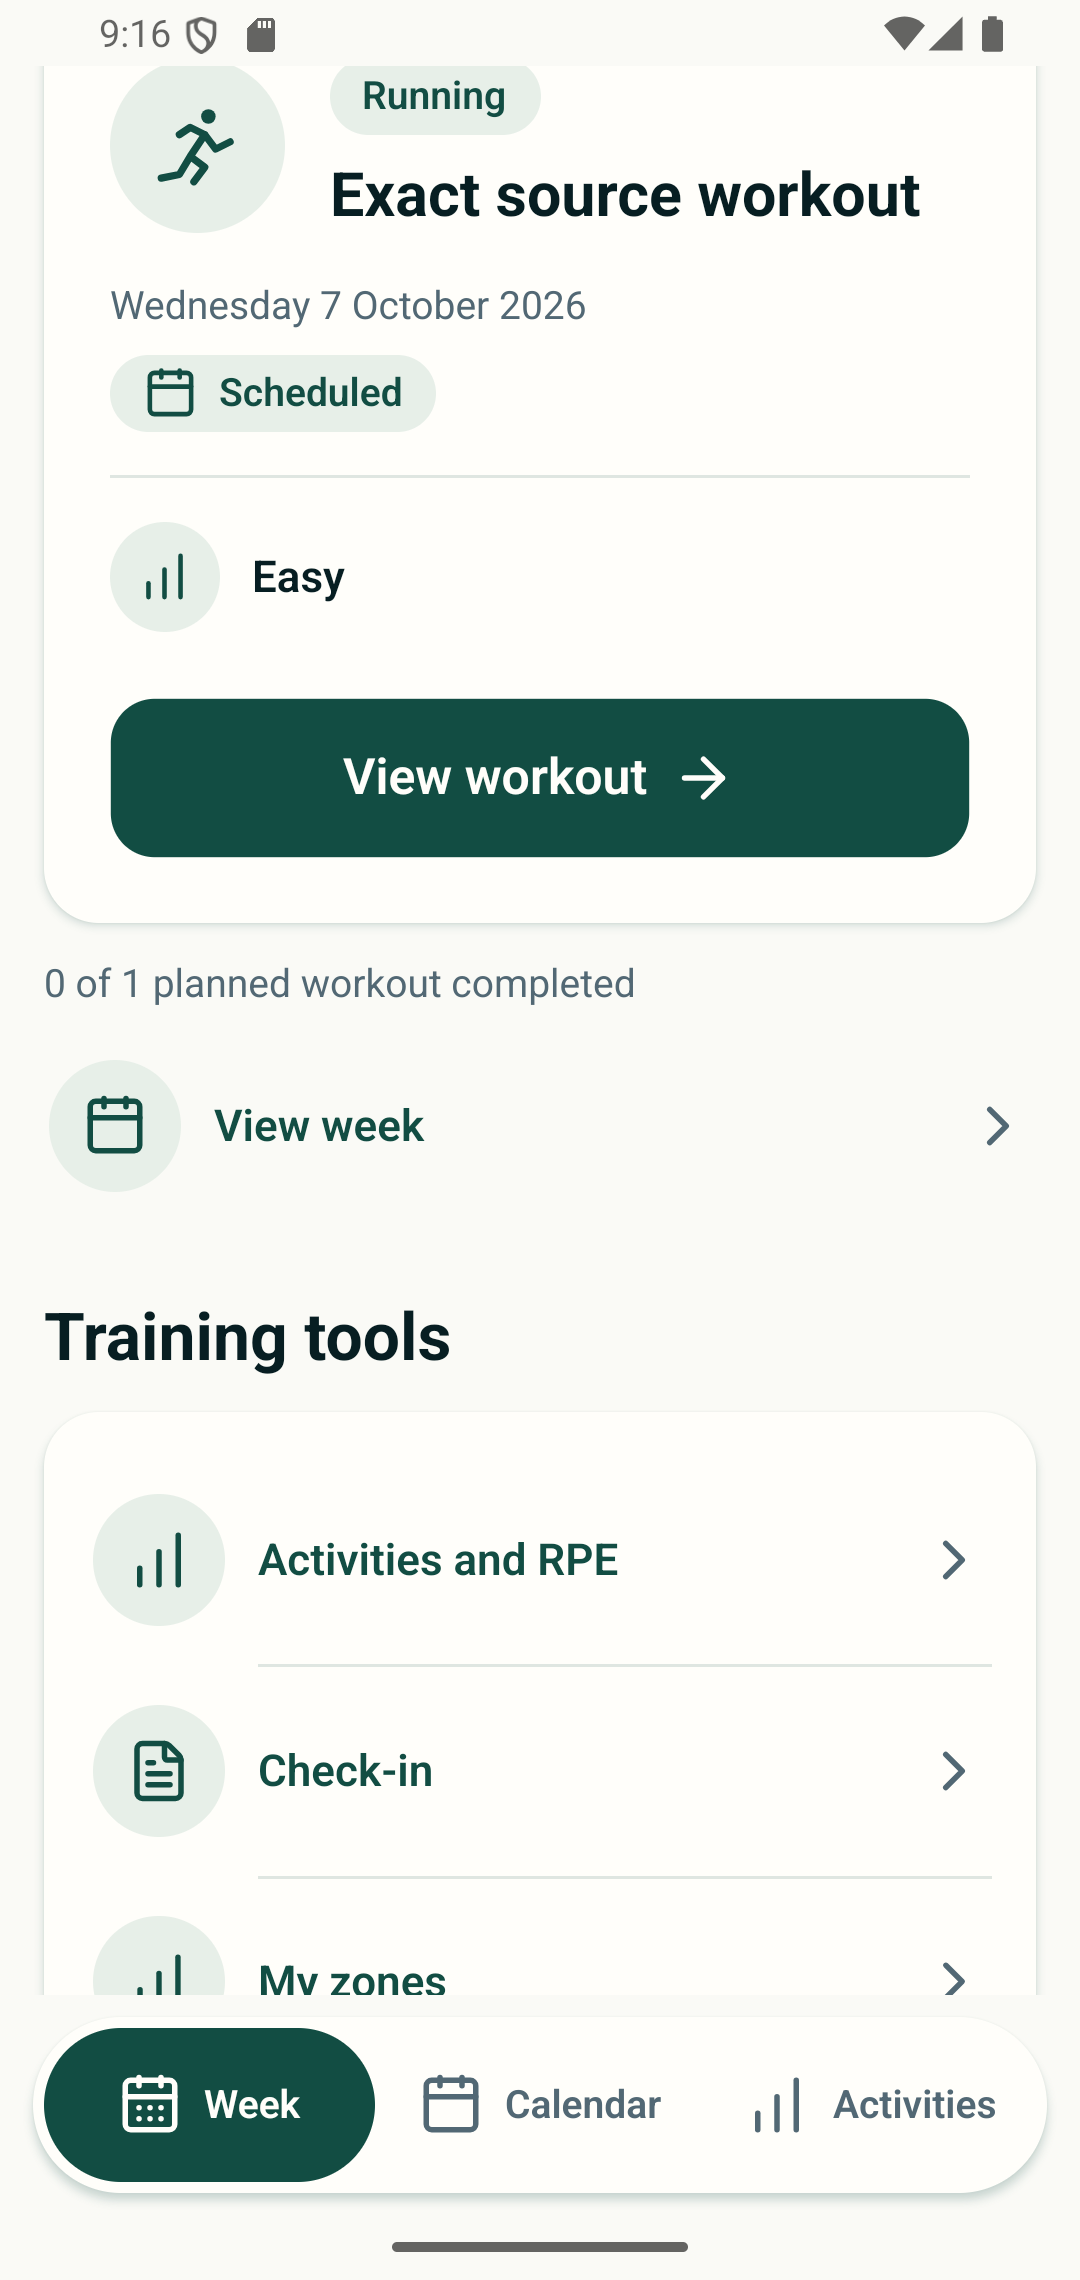 9:16
Running
Exact source workout
Wednesday 7 October 2026
Scheduled
Easy
View workout
0 of 1 planned workout completed
View week
Training tools
Activities and RPE
Check-in
My zones
Week
Calendar
Activities